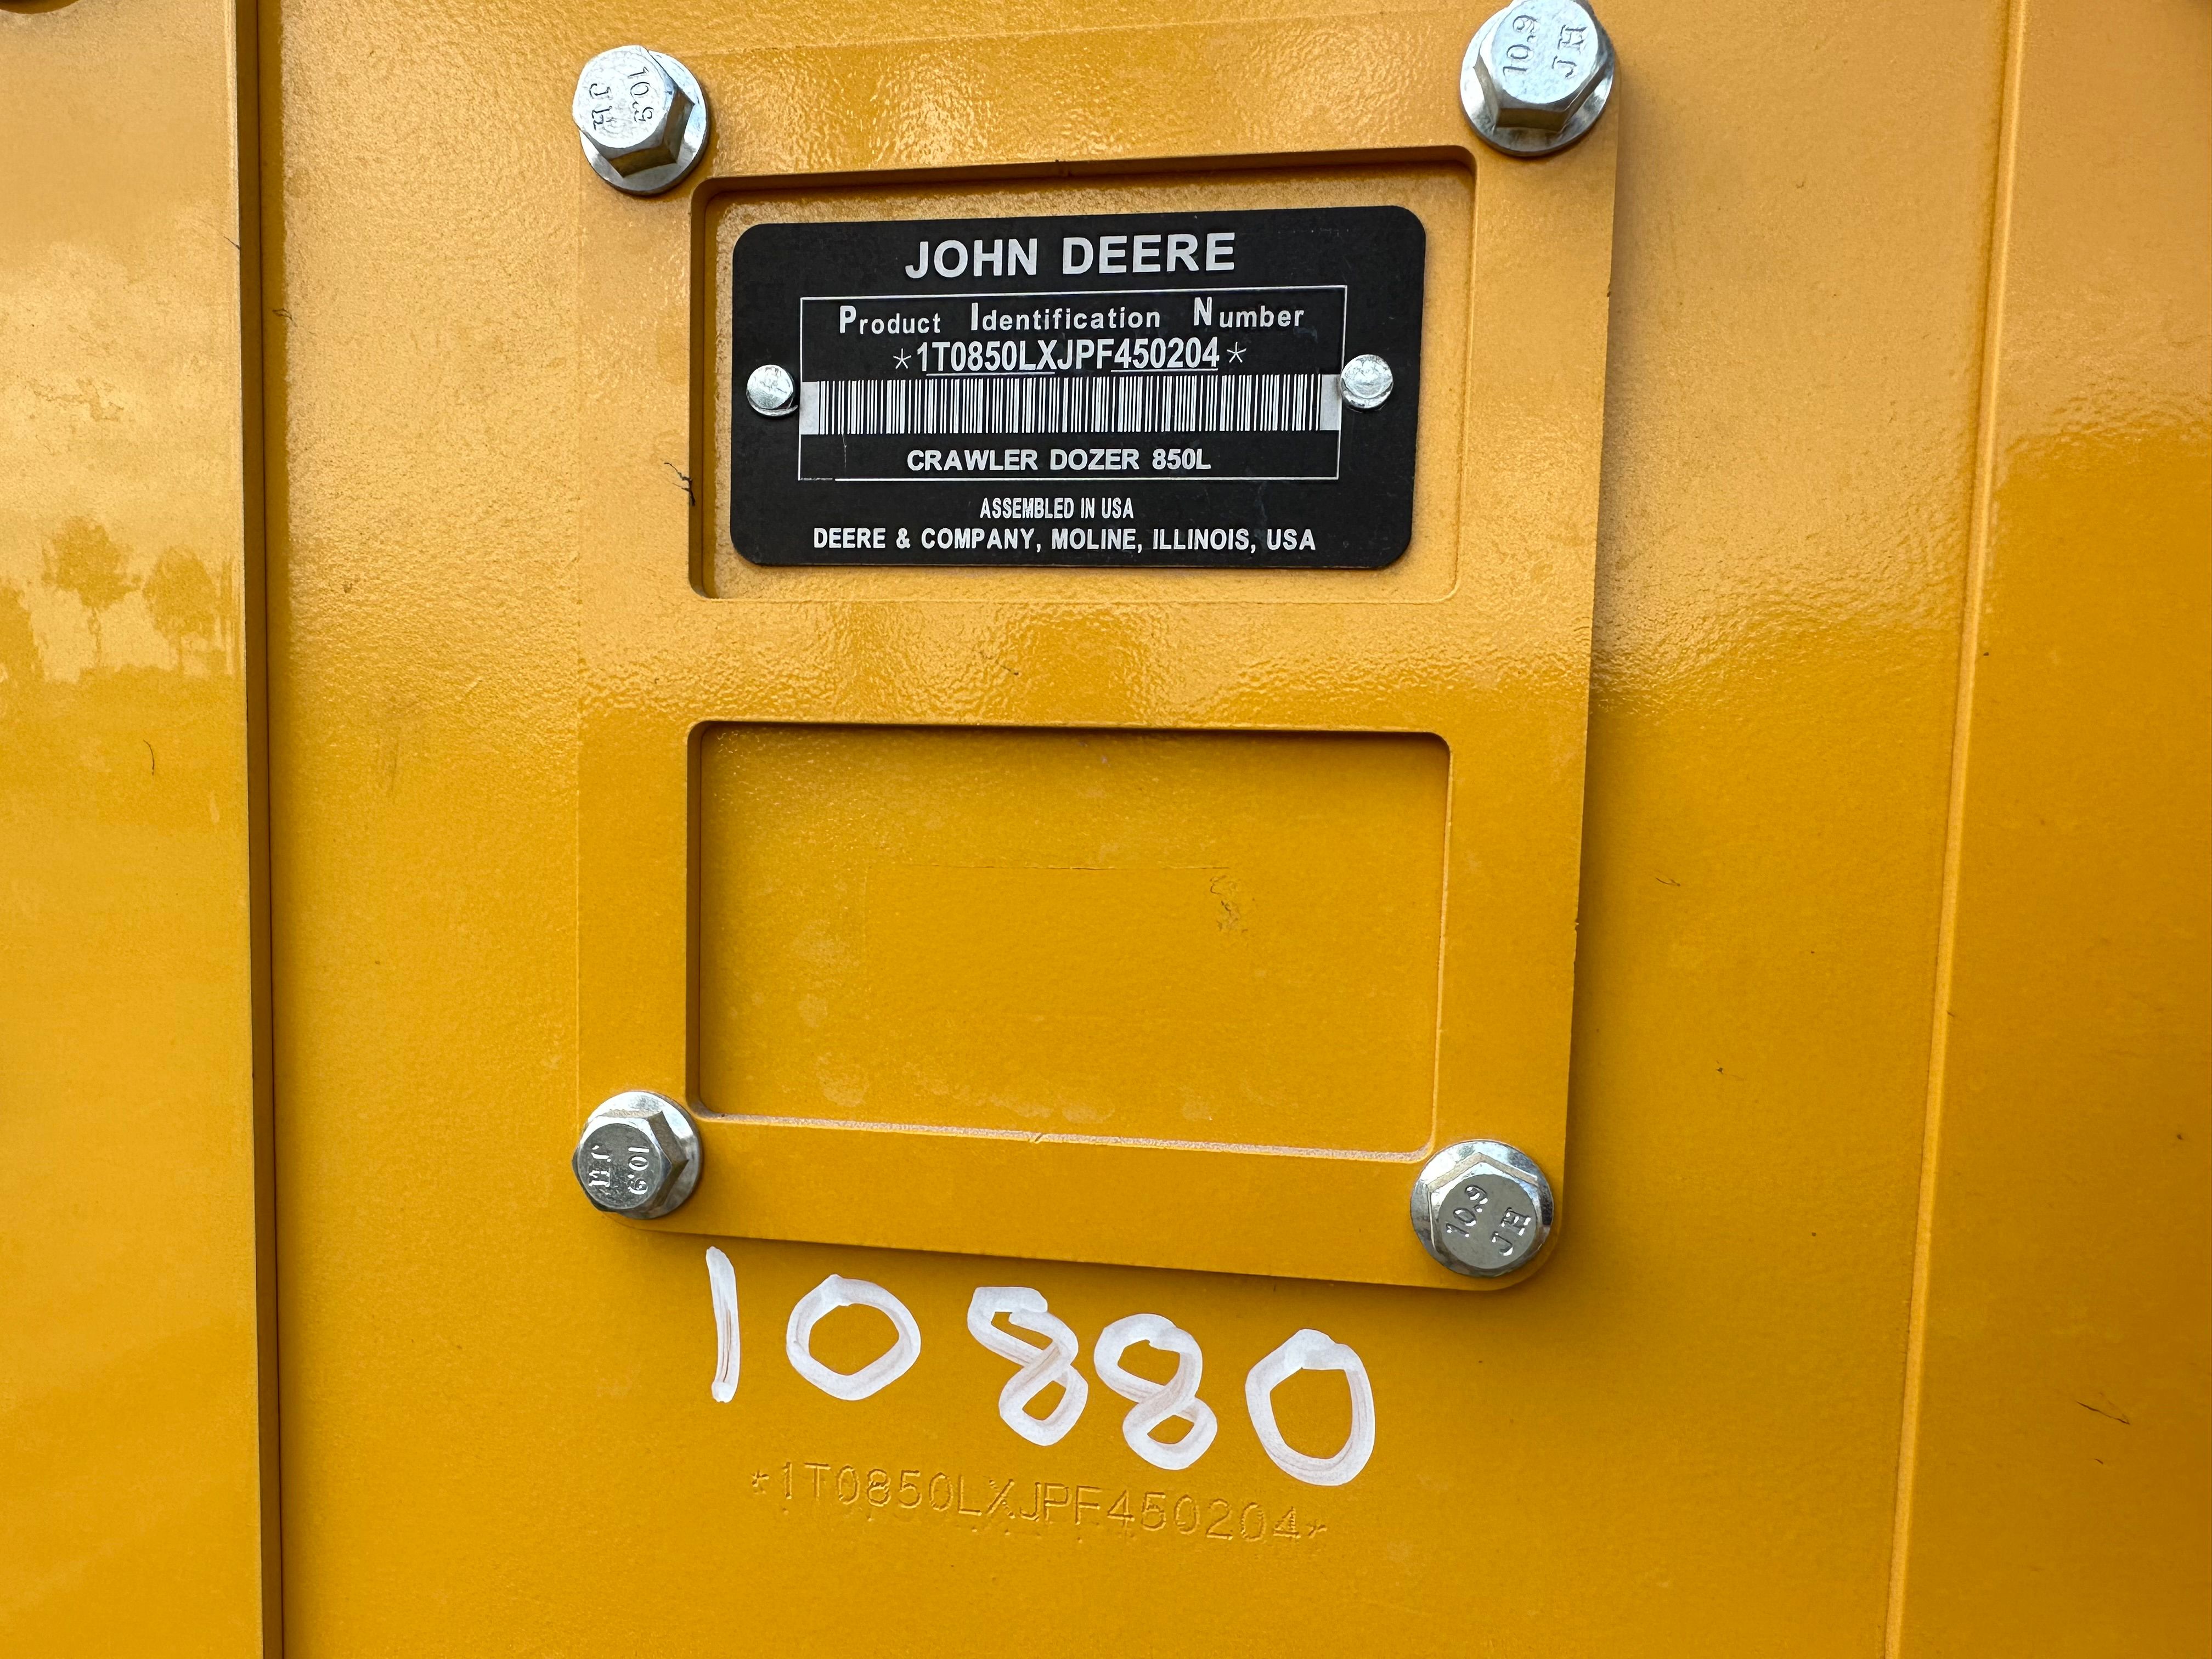 10.9
JH
10.9
JH
JOHN DEERE
Product Identification Number
*1T0850LXJPF450204*
CRAWLER DOZER 850L
ASSEMBLED IN USA
DEERE & COMPANY, MOLINE, ILLINOIS, USA
10.9
JH
10.9
JH
10880
*1T0850LXJPF450204*